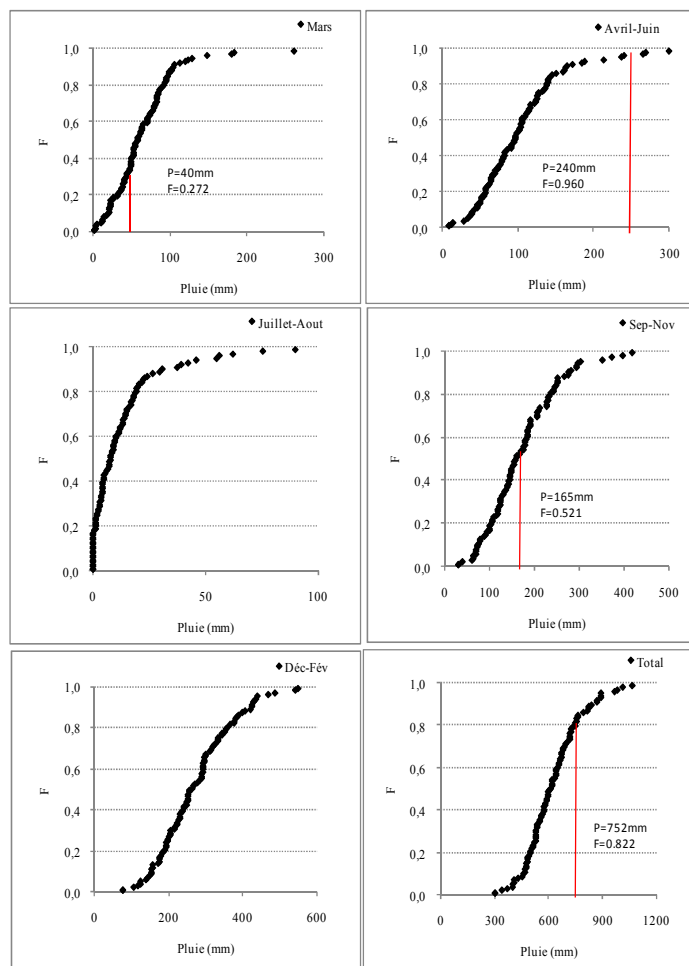 Mars
1,0
0,8
0,6
0,4
0,2
0,0
F
P=40mm
F=0.272
0
100
200
300
Pluie (mm)
Avril-Juin
1,0
0,8
0,6
0,4
0,2
0,0
F
P=240mm
F=0.960
0
100
200
300
Pluie (mm)
Juillet-Aout
1,0
0,8
0,6
0,4
0,2
0,0
F
0
50
100
Pluie (mm)
Sep-Nov
1,0
0,8
0,6
0,4
0,2
0,0
F
P=165mm
F=0.521
0
100
200
300
400
500
Pluie (mm)
Déc-Fév
1,0
0,8
0,6
0,4
0,2
0,0
F
0
200
400
600
Pluie (mm)
Total
1,0
0,8
0,6
0,4
0,2
0,0
F
P=752mm
F=0.822
0
300
600
900
1200
Pluie (mm)